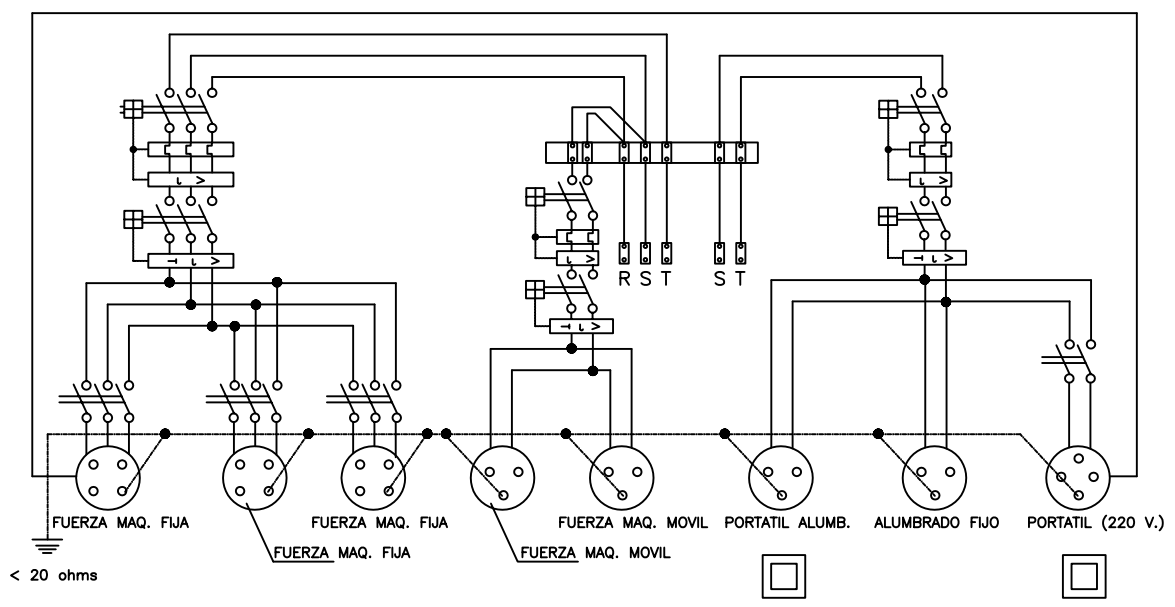 R S T S T
FUERZA MAQ. FIJA
FUERZA MAQ. FIJA
FUERZA MAQ. MOVIL
PORTATIL ALUMB.
ALUMBRADO FIJO
PORTATIL (220 V.)
FUERZA MAQ. FIJA
FUERZA MAQ. MOVIL
< 20 ohms